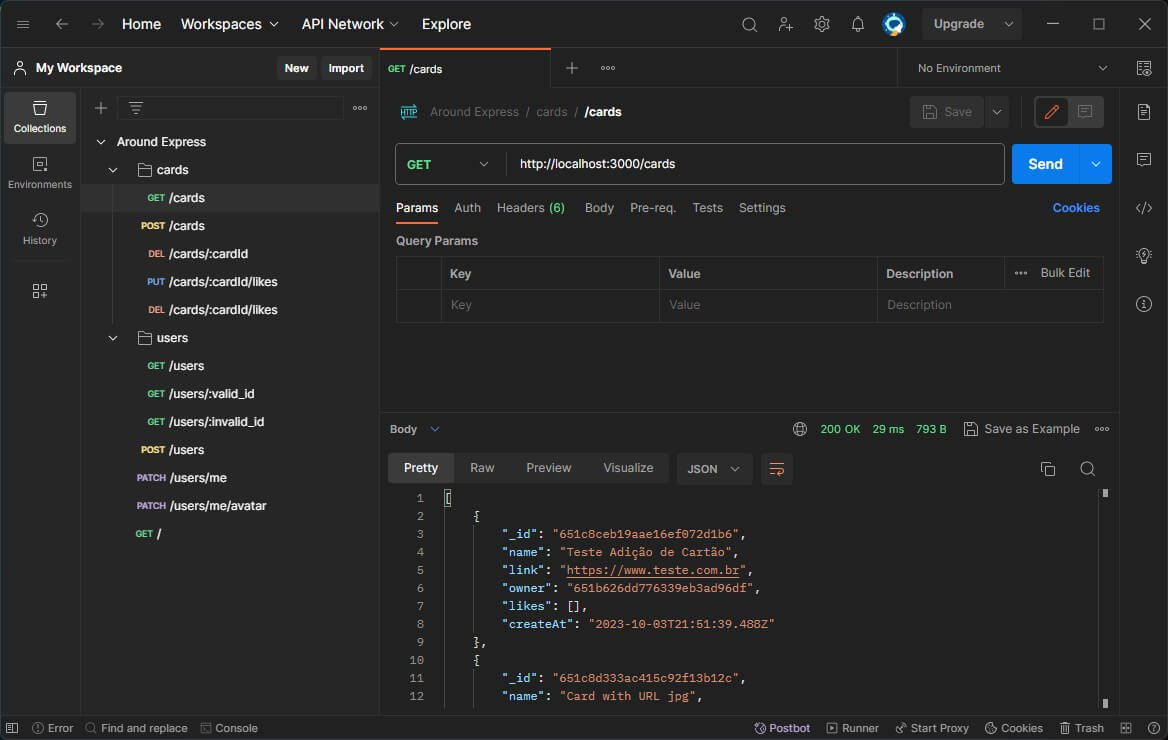 Home Workspaces API Network Explore Upgrade
My Workspace New Import GET /cards No Environment
Collections
Environments
History
Around Express
cards
GET /cards
POST /cards
DEL /cards/:cardId
PUT /cards/:cardId/likes
DEL /cards/:cardId/likes
users
GET /users
GET /users/:valid_id
GET /users/:invalid_id
POST /users
PATCH /users/me
PATCH /users/me/avatar
GET /
HTTP Around Express / cards / /cards Save
GET http://localhost:3000/cards Send
Params Auth Headers (6) Body Pre-req. Tests Settings Cookies
Query Params
Key Value Description Bulk Edit
Key Value Description
Body 200 OK 29 ms 793 B Save as Example
Pretty Raw Preview Visualize JSON
1 [
2 {
3 "_id": "651c8ceb19aae16ef072d1b6",
4 "name": "Teste Adição de Cartão",
5 "link": "https://www.teste.com.br",
6 "owner": "651b626dd776339eb3ad96df",
7 "likes": [],
8 "createAt": "2023-10-03T21:51:39.488Z"
9 },
10 {
11 "_id": "651c8d333ac415c92f13b12c",
12 "name": "Card with URL jpg",
Error Find and replace Console Postbot Runner Start Proxy Cookies Trash